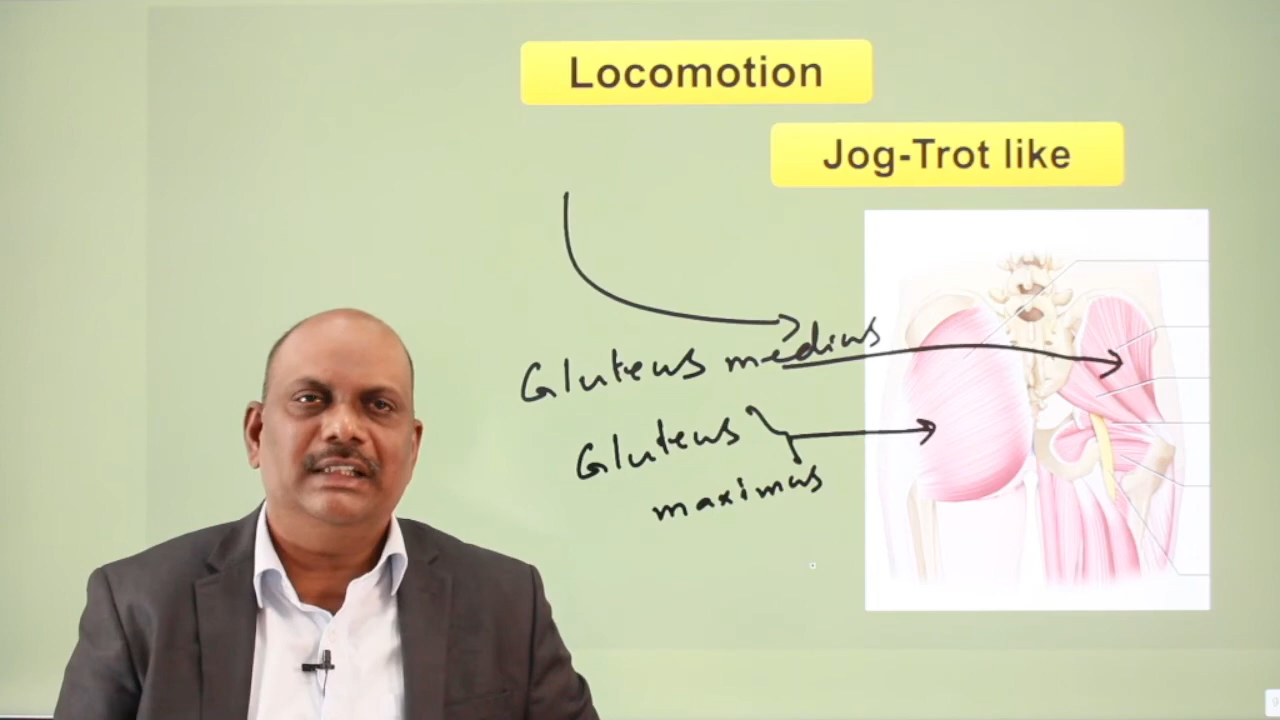 Locomotion
Jog-Trot like
Gluteus medius
Gluteus
maximus